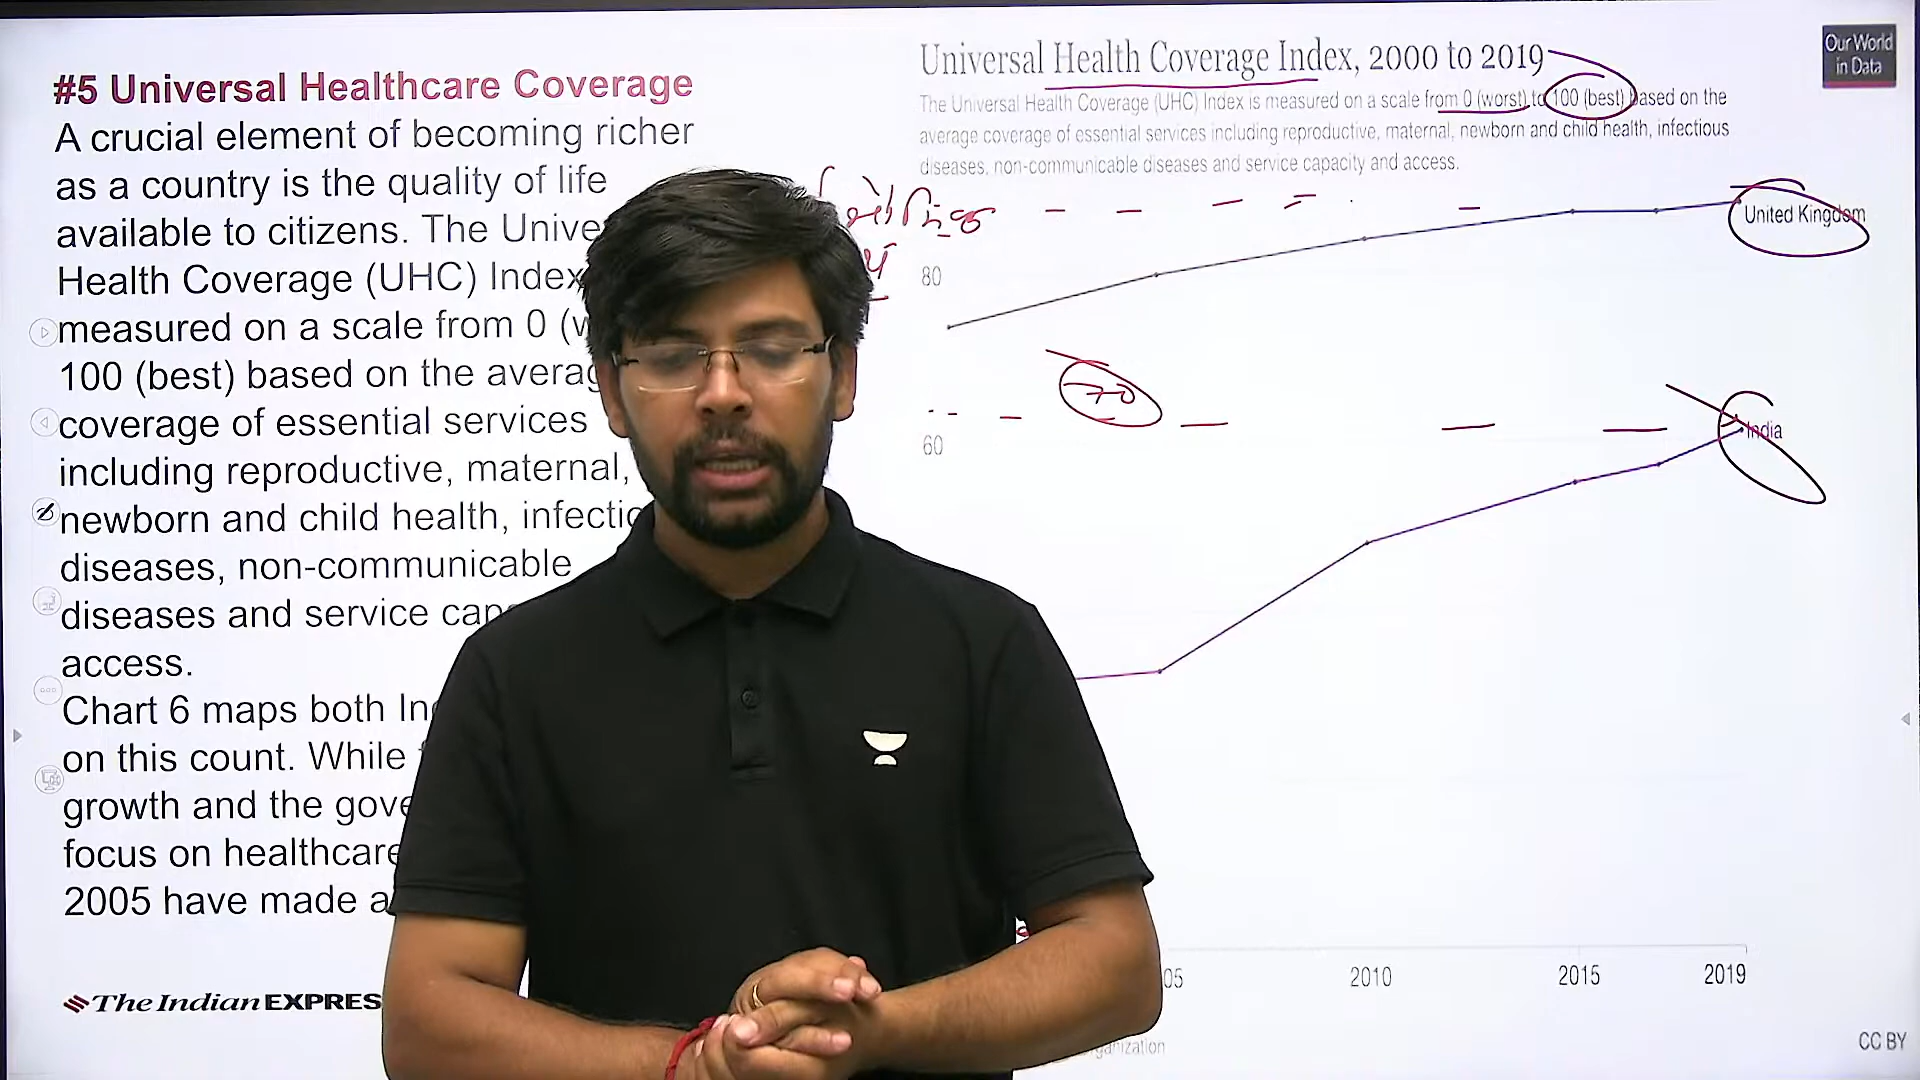 #5 Universal Healthcare Coverage
A crucial element of becoming richer
as a country is the quality of life
available to citizens. The Unive
Health Coverage (UHC) Index
measured on a scale from 0 (w
100 (best) based on the averag
coverage of essential services
including reproductive, maternal,
newborn and child health, infectio
diseases, non-communicable
diseases and service cap
access.
Chart 6 maps both In
on this count. While
growth and the gove
focus on healthcare
2005 have made a
The Indian EXPRES
Universal Health Coverage Index, 2000 to 2019
The Universal Health Coverage (UHC) Index is measured on a scale from 0 (worst) to 100 (best) based on the
average coverage of essential services including reproductive, maternal, newborn and child health, infectious
diseases, non-communicable diseases and service capacity and access.
Our World
in Data
United Kingdom
80
70
India
60
05 2010 2015 2019
ganization
CC BY